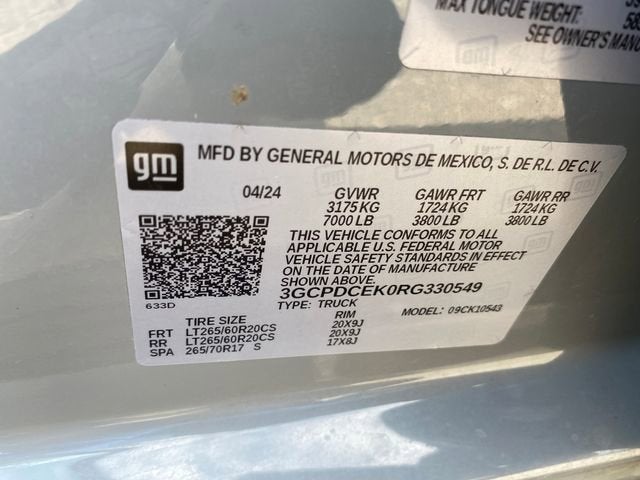 MAX TONGUE WEIGHT:
SEE OWNER'S MANU
gm
MFD BY GENERAL MOTORS DE MEXICO, S. DE R.L. DE C.V.
04/24 GVWR GAWR FRT GAWR RR
3175 KG 1724 KG 1724 KG
7000 LB 3800 LB 3800 LB
THIS VEHICLE CONFORMS TO ALL
APPLICABLE U.S. FEDERAL MOTOR
VEHICLE SAFETY STANDARDS IN EFFECT
ON THE DATE OF MANUFACTURE
SHOWN ABOVE.
3GCPDCEK0RG330549
633D
TYPE: TRUCK MODEL: 09CK10543
TIRE SIZE RIM
FRT LT265/60R20CS 20X9J
RR LT265/60R20CS 20X9J
SPA 265/70R17 S 17X8J